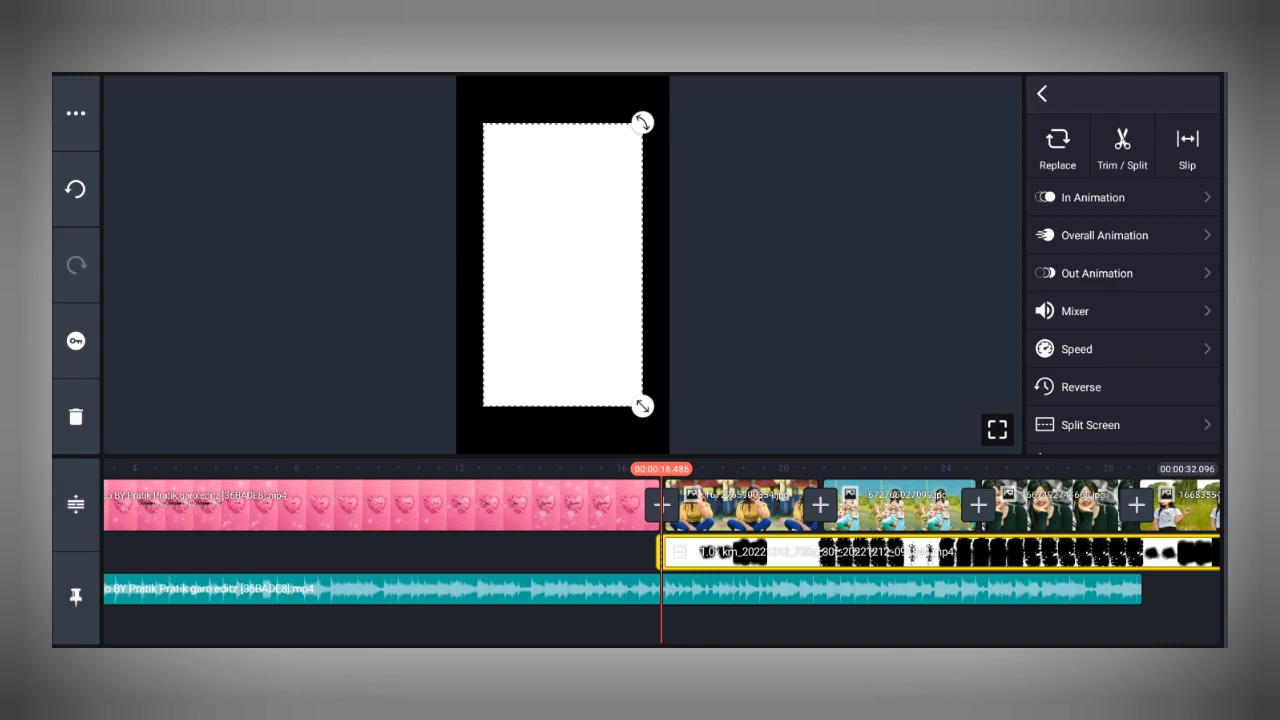 Replace
Trim / Split
Slip
In Animation
Overall Animation
Out Animation
Mixer
Speed
Reverse
Split Screen
4
8
12
16
00:00:16.486
20
24
28
00:00:32.096
BY Pratik Pratik garo editz [36BADE8].mp4
BY Pratik Pratik garo editz [36BADE8].mp4